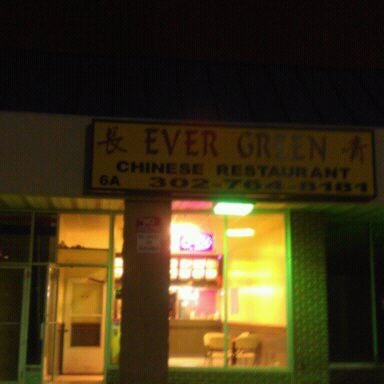 長 EVER GREEN 青
CHINESE RESTAURANT
6A 302-764-8181